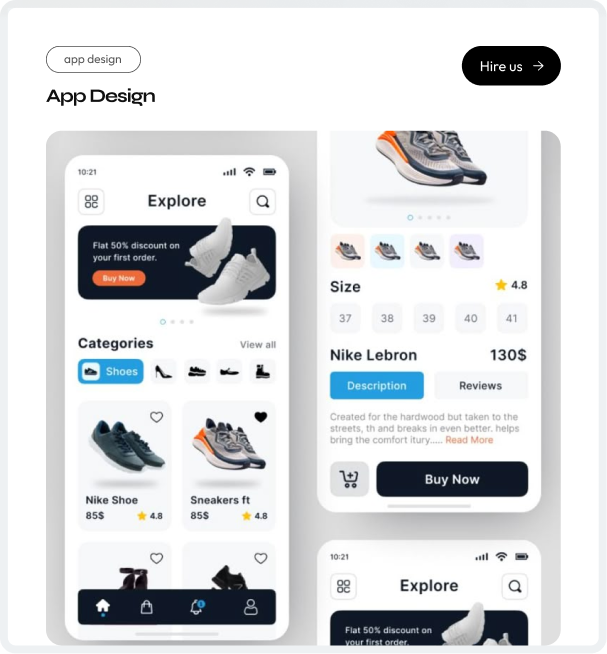 app design
Hire us
App Design
10:21
Explore
Flat 50% discount on
your first order.
Buy Now
Categories
View all
Shoes
Nike Shoe
85$
4.8
Sneakers ft
85$
4.8
1
Size
4.8
37
38
39
40
41
Nike Lebron
130$
Description
Reviews
Created for the hardwood but taken to the
streets, th and breaks in even better. helps
bring the comfort itury..... Read More
Buy Now
10:21
Explore
Flat 50% discount on
your first order.